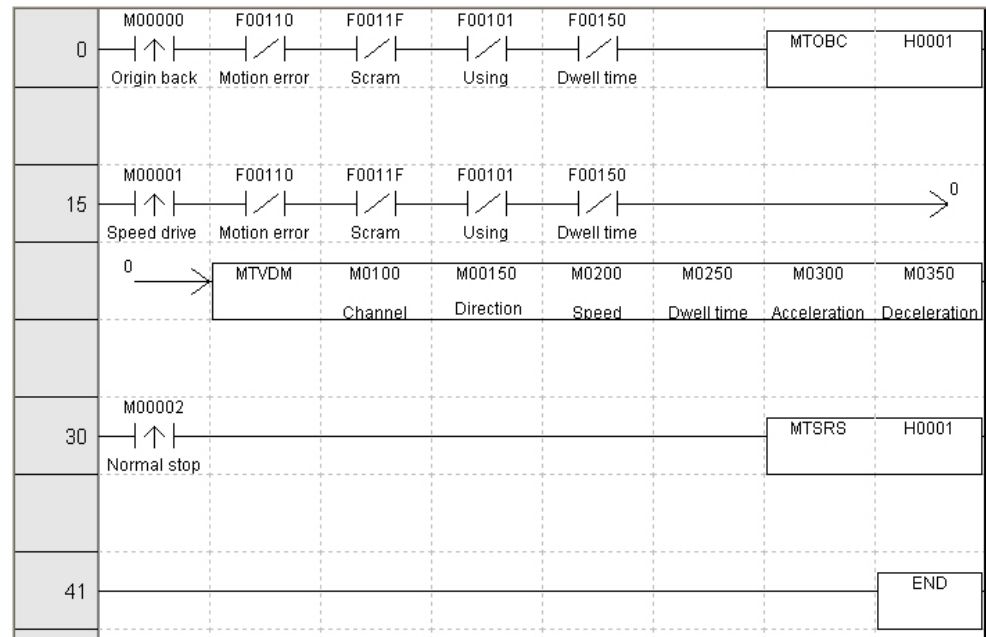 M00000 F00110 F0011F F00101 F00150
0 MTOBC H0001
Origin back Motion error Scram Using Dwell time
M00001 F00110 F0011F F00101 F00150
15 0
Speed drive Motion error Scram Using Dwell time
0 MTVDM M0100 M00150 M0200 M0250 M0300 M0350
Channel Direction Speed Dwell time Acceleration Deceleration
M00002
30 MTSRS H0001
Normal stop
41 END